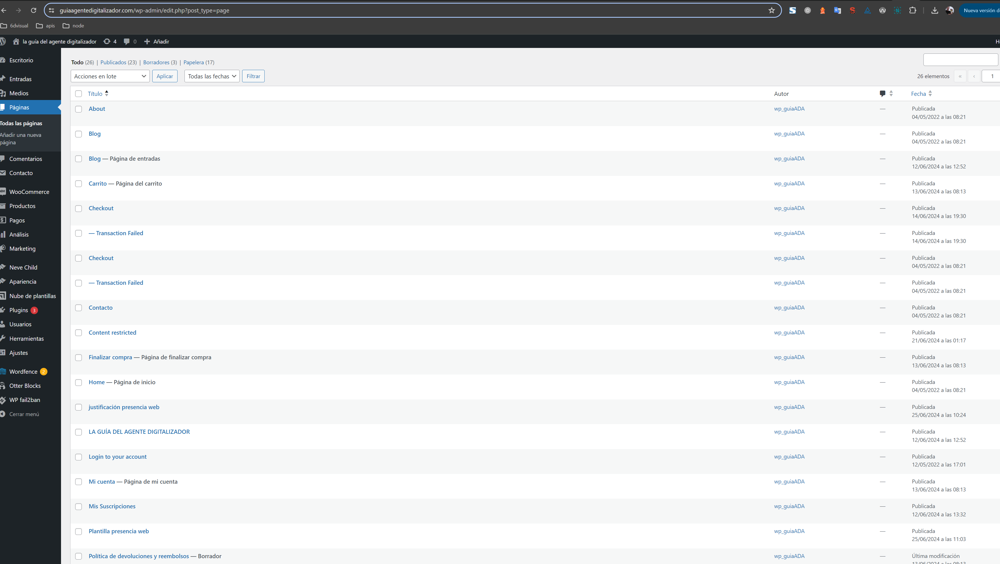 guiaagentedigitalizador.com/wp-admin/edit.php?post_type=page
Nueva versión
6dvisual
apis
node
la guía del agente digitalizador 4 0 Añadir
Escritorio
Entradas
Medios
Páginas
Todas las páginas
Añadir una nueva
página
Comentarios
Contacto
WooCommerce
Productos
Pagos
Análisis
Marketing
Neve Child
Apariencia
Nube de plantillas
Plugins 3
Usuarios
Herramientas
Ajustes
Wordfence 2
Otter Blocks
WP fail2ban
Cerrar menú
Todo (26) | Publicados (23) | Borradores (3) | Papelera (17)
Acciones en lote Aplicar Todas las fechas Filtrar 26 elementos « ‹ 1
Título Autor Fecha
About wp_guiaADA — Publicada
04/05/2022 a las 08:21
Blog wp_guiaADA — Publicada
04/05/2022 a las 08:21
Blog — Página de entradas wp_guiaADA — Publicada
12/06/2024 a las 12:52
Carrito — Página del carrito wp_guiaADA — Publicada
13/06/2024 a las 08:13
Checkout wp_guiaADA — Publicada
14/06/2024 a las 19:30
— Transaction Failed wp_guiaADA — Publicada
14/06/2024 a las 19:30
Checkout wp_guiaADA — Publicada
04/05/2022 a las 08:21
— Transaction Failed wp_guiaADA — Publicada
04/05/2022 a las 08:21
Contacto wp_guiaADA — Publicada
04/05/2022 a las 08:21
Content restricted wp_guiaADA — Publicada
21/06/2024 a las 01:17
Finalizar compra — Página de finalizar compra wp_guiaADA — Publicada
13/06/2024 a las 08:13
Home — Página de inicio wp_guiaADA — Publicada
04/05/2022 a las 08:21
justificación presencia web wp_guiaADA — Publicada
25/06/2024 a las 10:24
LA GUÍA DEL AGENTE DIGITALIZADOR wp_guiaADA — Publicada
12/06/2024 a las 12:52
Login to your account wp_guiaADA — Publicada
12/05/2022 a las 17:01
Mi cuenta — Página de mi cuenta wp_guiaADA — Publicada
13/06/2024 a las 08:13
Mis Suscripciones wp_guiaADA — Publicada
12/06/2024 a las 13:32
Plantilla presencia web wp_guiaADA — Publicada
25/06/2024 a las 11:03
Política de devoluciones y reembolsos — Borrador wp_guiaADA — Última modificación
13/06/2024 a las 08:13